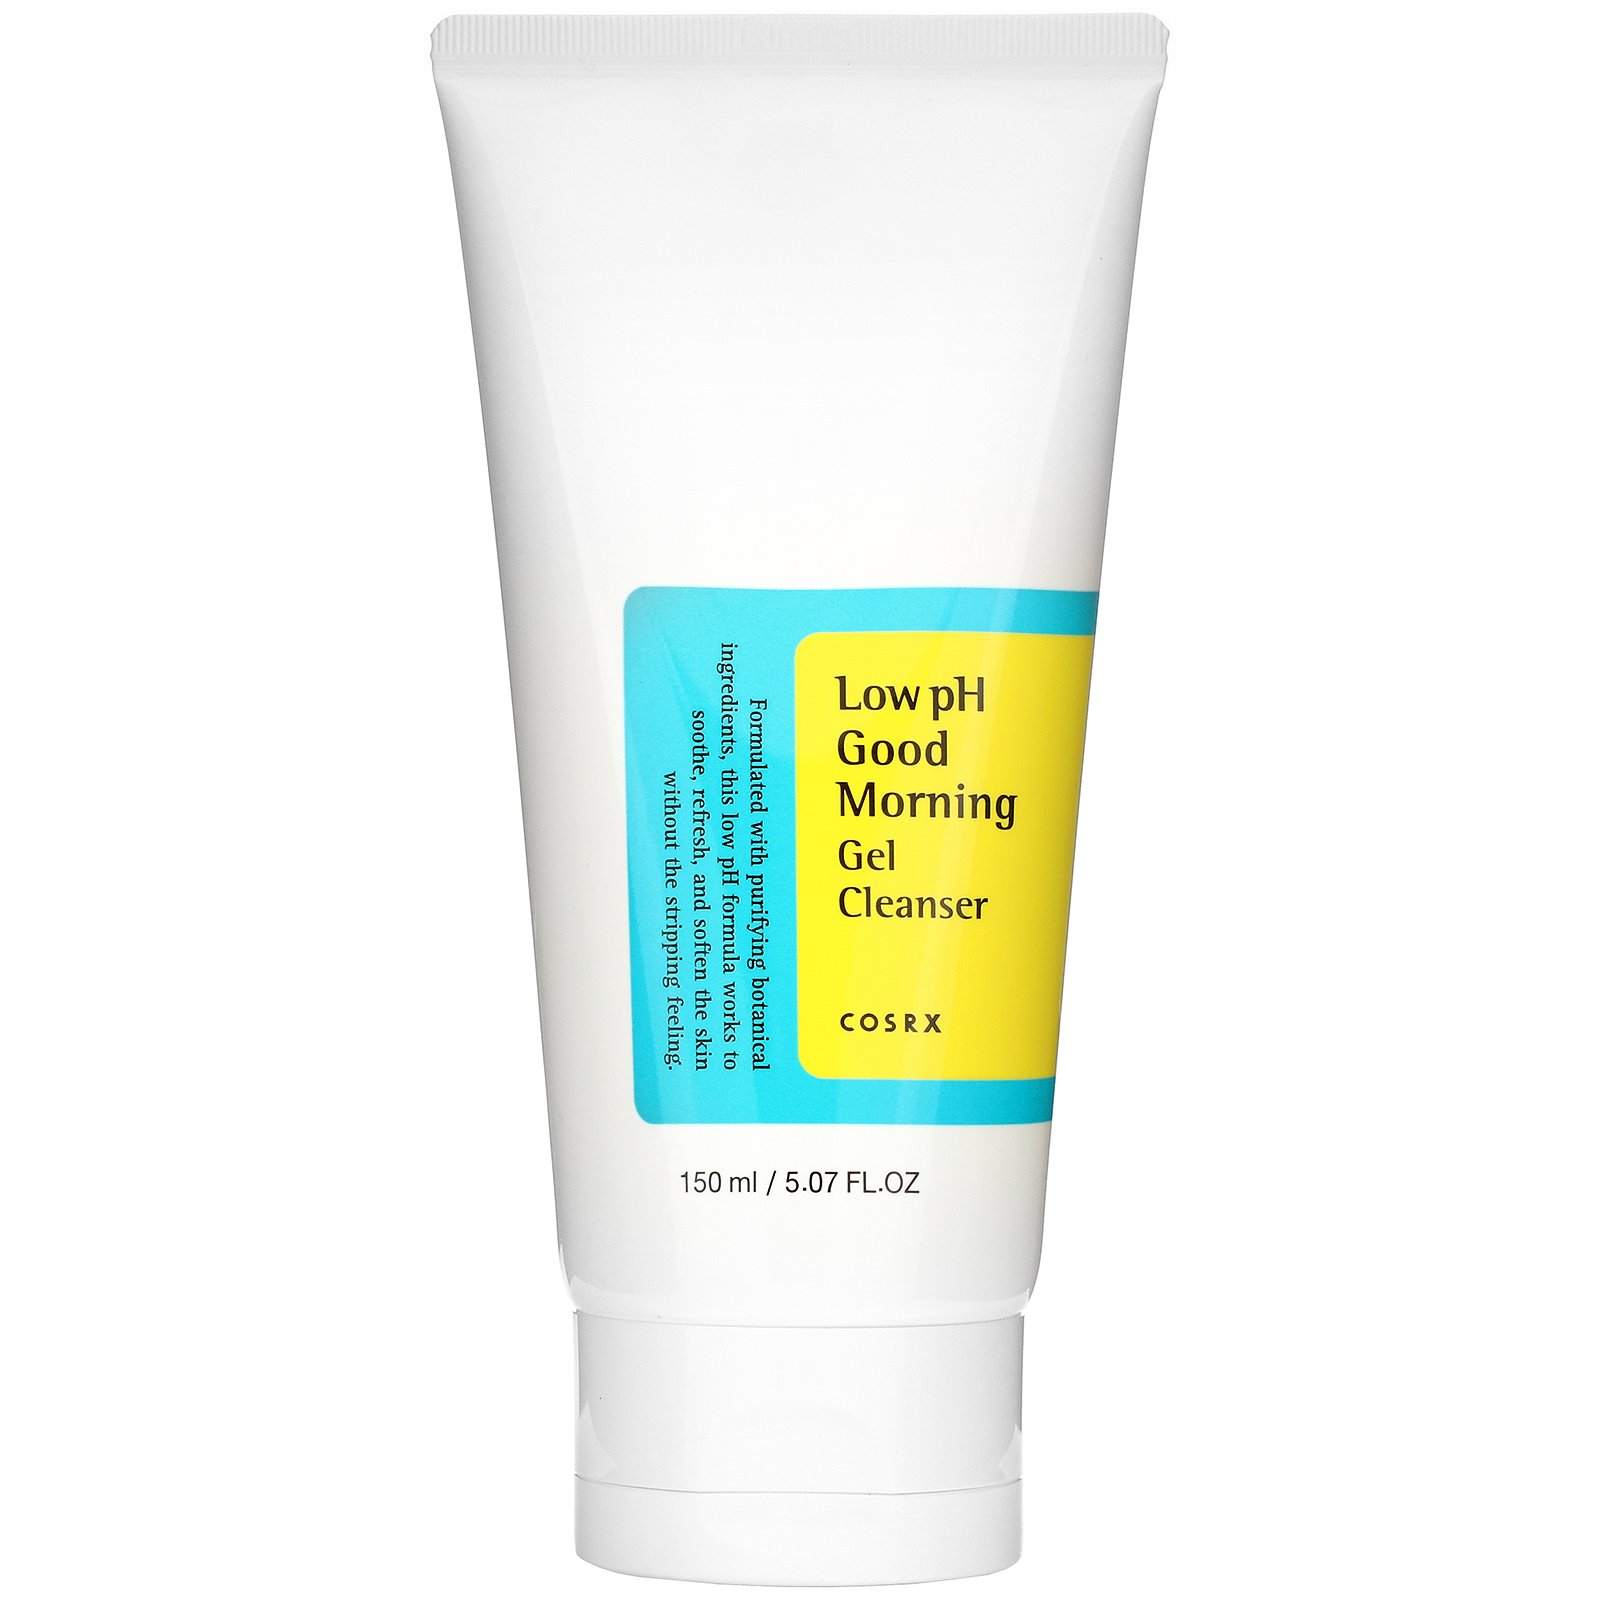 Low pH
Good
Morning
Gel
Cleanser
COSRX
Formulated with purifying botanical
ingredients, this low pH formula works to
soothe, refresh, and soften the skin
without the stripping feeling.
150 ml / 5.07 FL.OZ